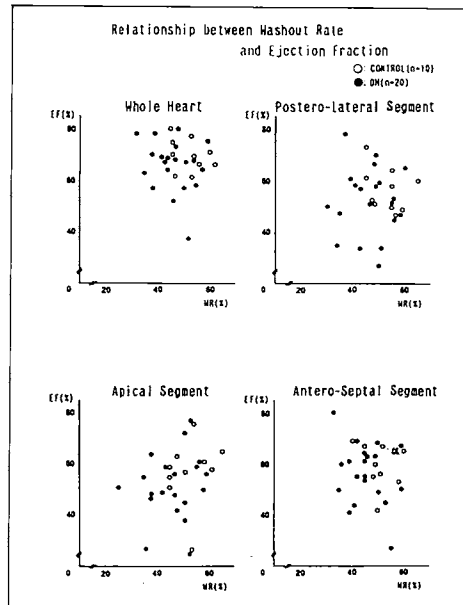 Relationship between Washout Rate
and Ejection Fraction
○: CONTROL(n=10)
●: DM(n=20)
Whole Heart
EF(%)
80
60
40
0 20 40 60
WR(%)
Postero-Lateral Segment
EF(%)
80
60
40
0 20 40 60
WR(%)
Apical Segment
EF(%)
80
60
40
0 20 40 60
WR(%)
Antero-Septal Segment
EF(%)
80
60
40
0 20 40 60
WR(%)